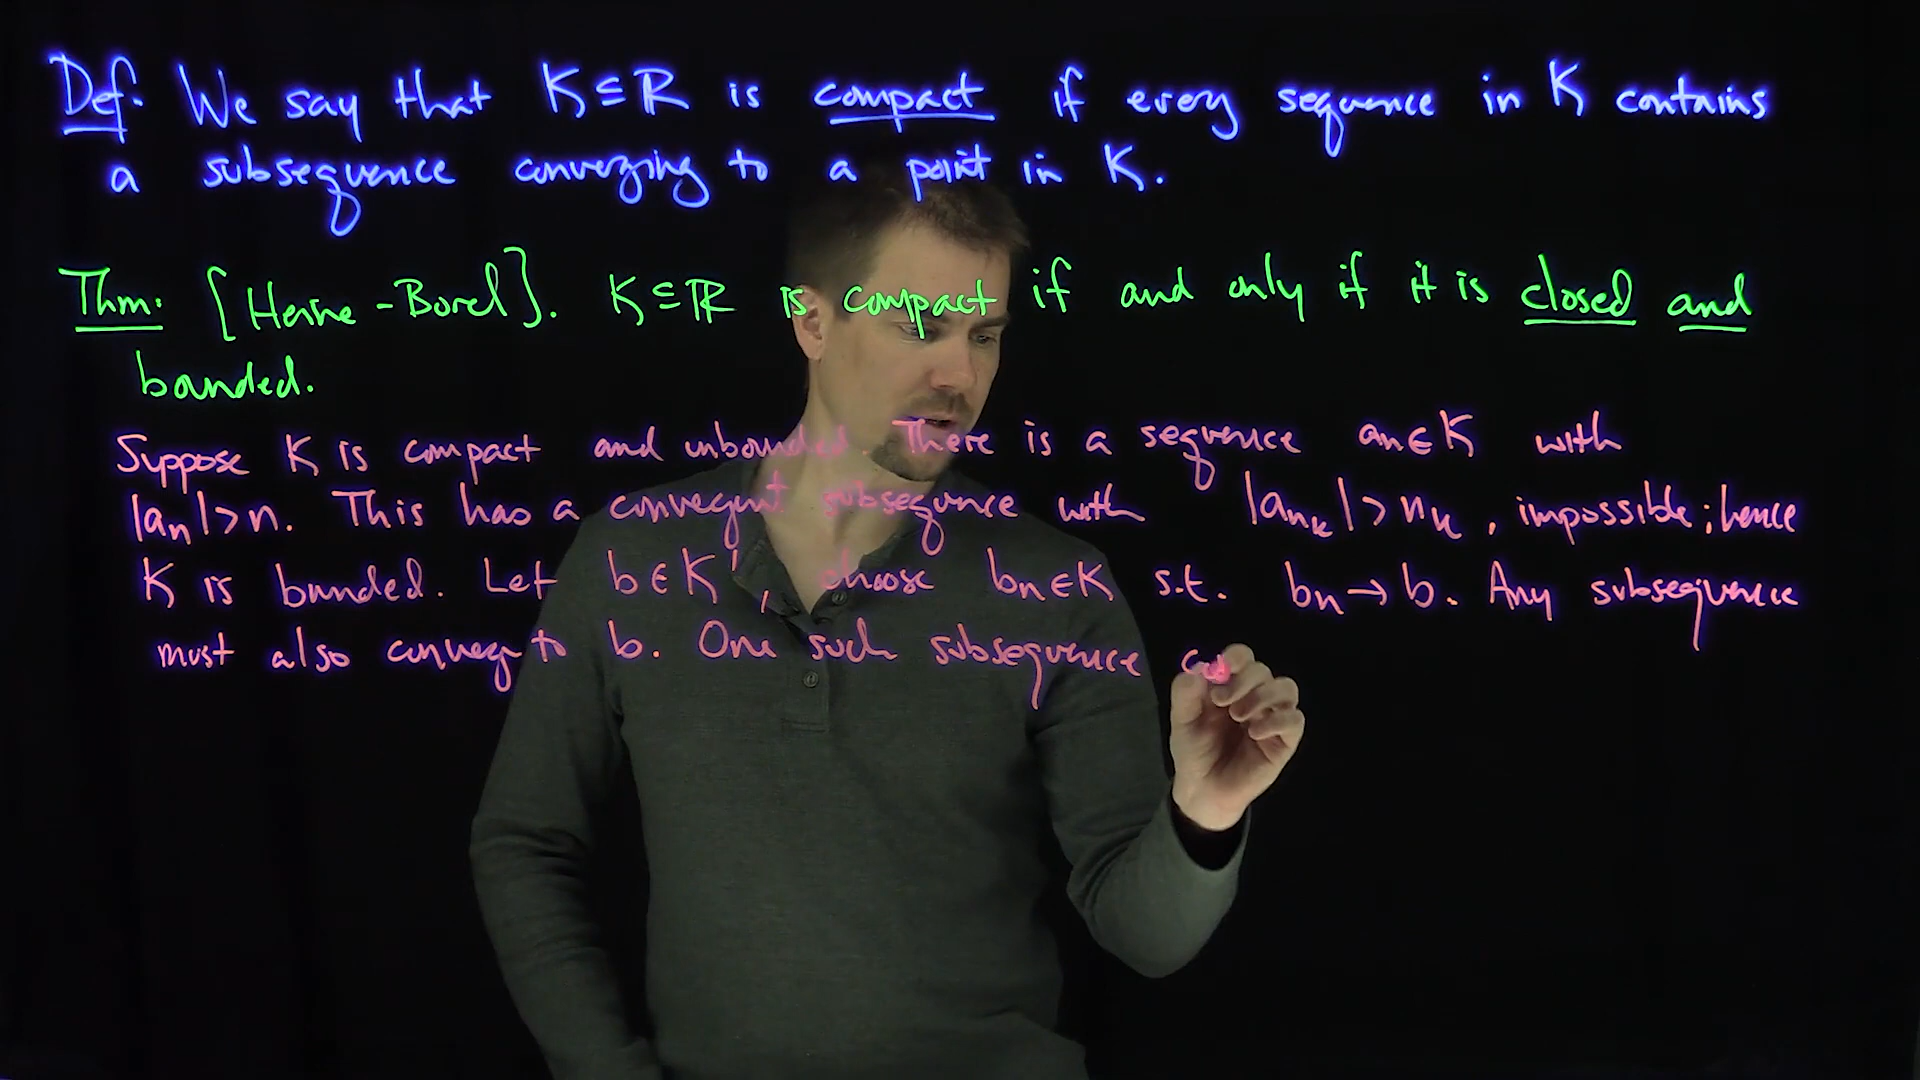 Def: We say that K ⊆ ℝ is compact if every sequence in K contains
a subsequence converging to a point in K.
Thm: [Heine-Borel]. K ⊆ ℝ is compact if and only if it is closed and
bounded.
Suppose K is compact and unbounded. There is a sequence aₙ ∈ K with
|aₙ| > n. This has a convergent subsequence with |aₙₖ| > nₖ, impossible; hence
K is bounded. Let b ∈ K', choose bₙ ∈ K s.t. bₙ → b. Any subsequence
must also converge to b. One such subsequence